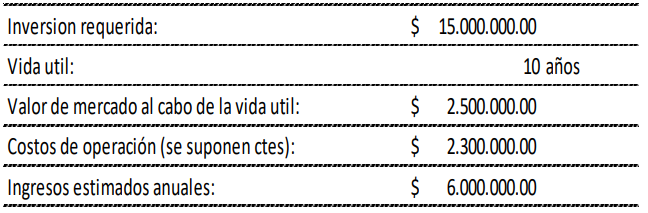 Inversion requerida: $ 15.000.000.00
Vida util: 10 años
Valor de mercado al cabo de la vida util: $ 2.500.000.00
Costos de operación (se suponen ctes): $ 2.300.000.00
Ingresos estimados anuales: $ 6.000.000.00